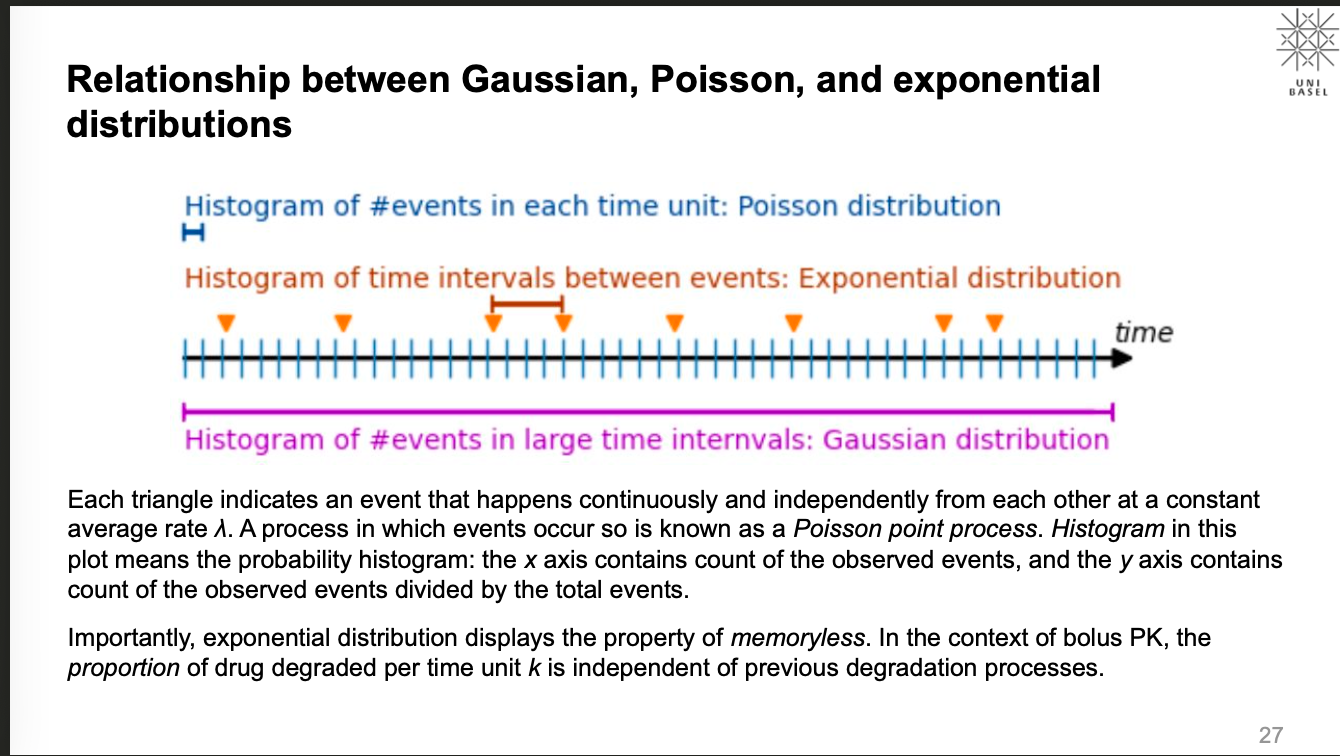 UNI
BASEL
Relationship between Gaussian, Poisson, and exponential
distributions
Histogram of #events in each time unit: Poisson distribution
Histogram of time intervals between events: Exponential distribution
time
Histogram of #events in large time internvals: Gaussian distribution
Each triangle indicates an event that happens continuously and independently from each other at a constant
average rate λ. A process in which events occur so is known as a Poisson point process. Histogram in this
plot means the probability histogram: the x axis contains count of the observed events, and the y axis contains
count of the observed events divided by the total events.
Importantly, exponential distribution displays the property of memoryless. In the context of bolus PK, the
proportion of drug degraded per time unit k is independent of previous degradation processes.
27